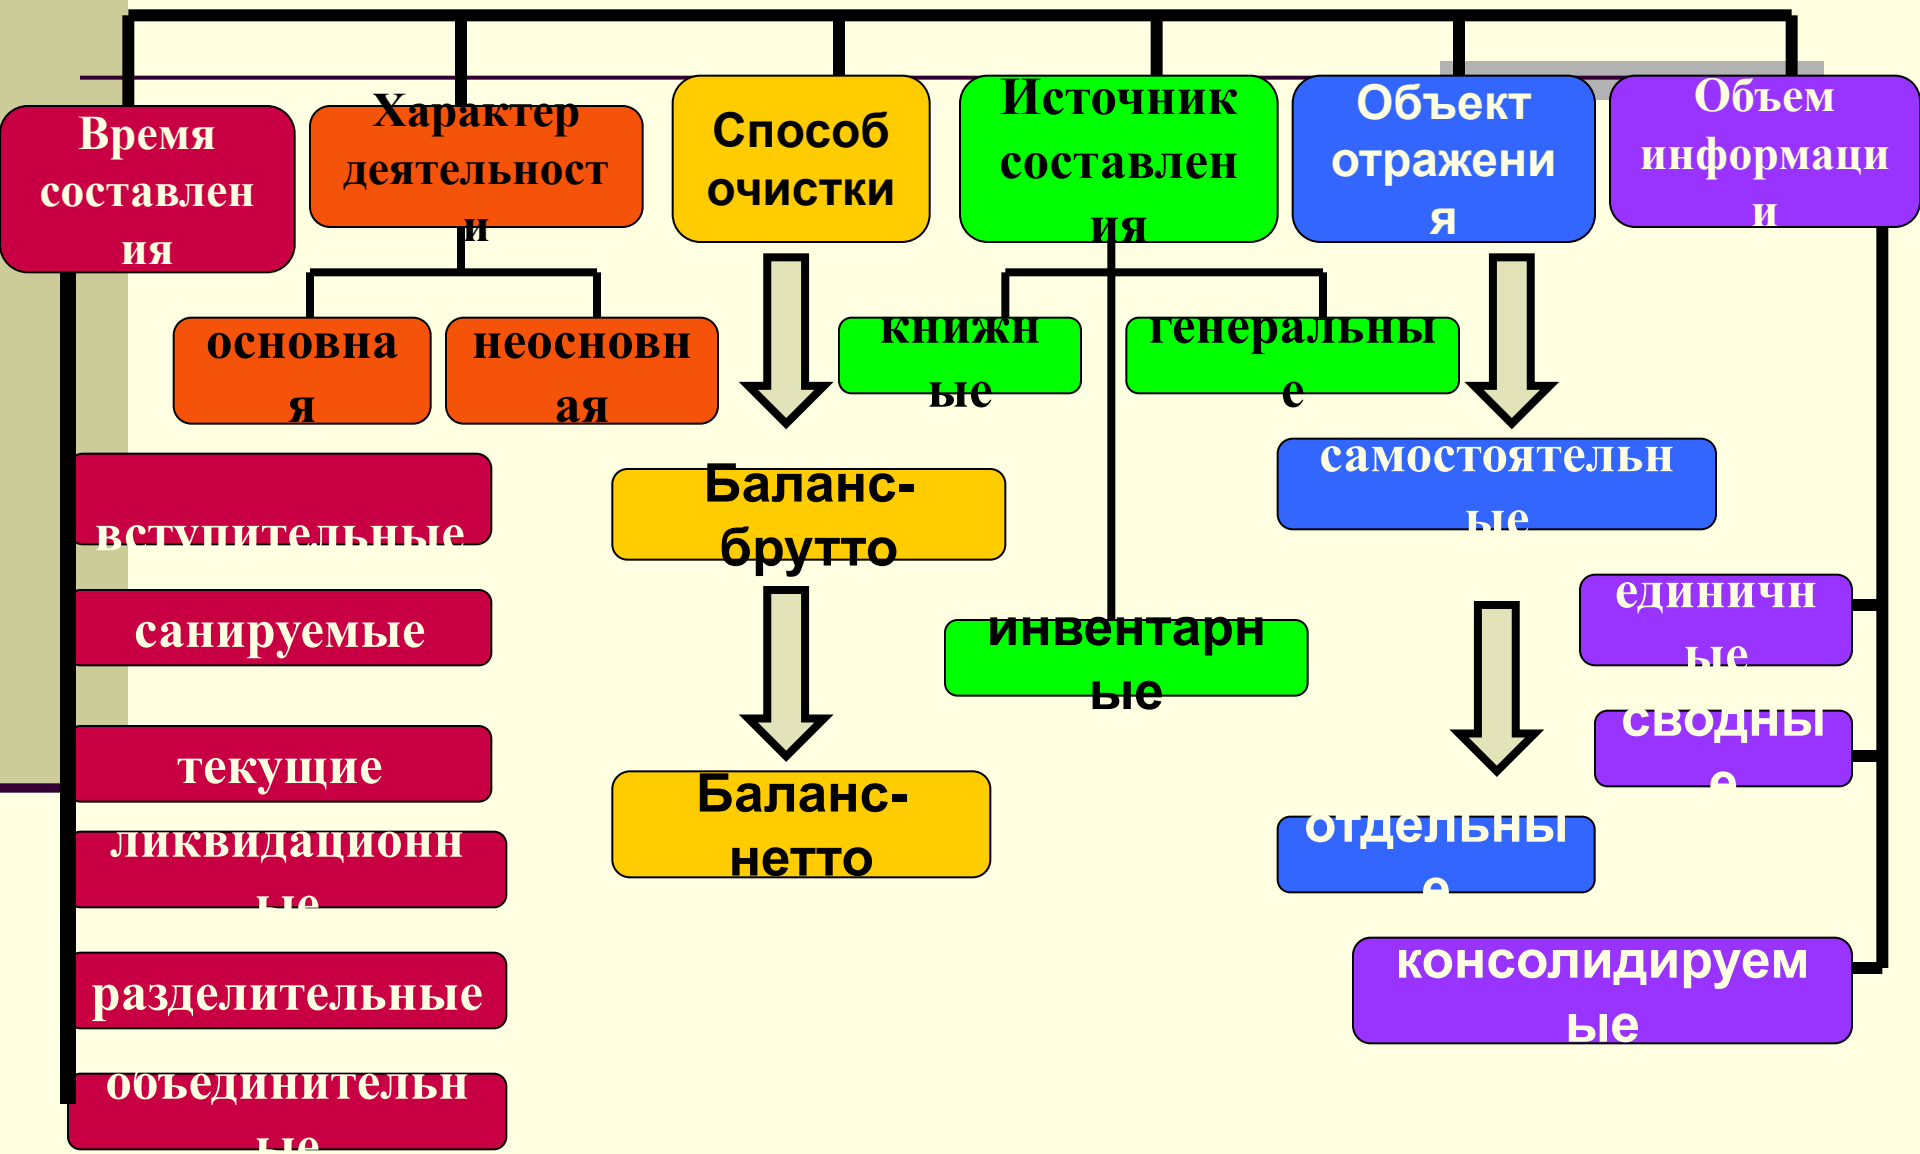 Время
составлен
ия
Характер
деятельност
и
Способ
очистки
Источник
составлен
ия
Объект
отражени
я
Объем
информаци
и
основна
я
неосновн
ая
книжн
ые
генеральны
е
вступительные
санируемые
текущие
ликвидационн
ые
разделительные
объединительн
ые
Баланс-
брутто
Баланс-
нетто
инвентарн
ые
самостоятельн
ые
отдельны
е
единичн
ые
сводны
е
консолидируем
ые